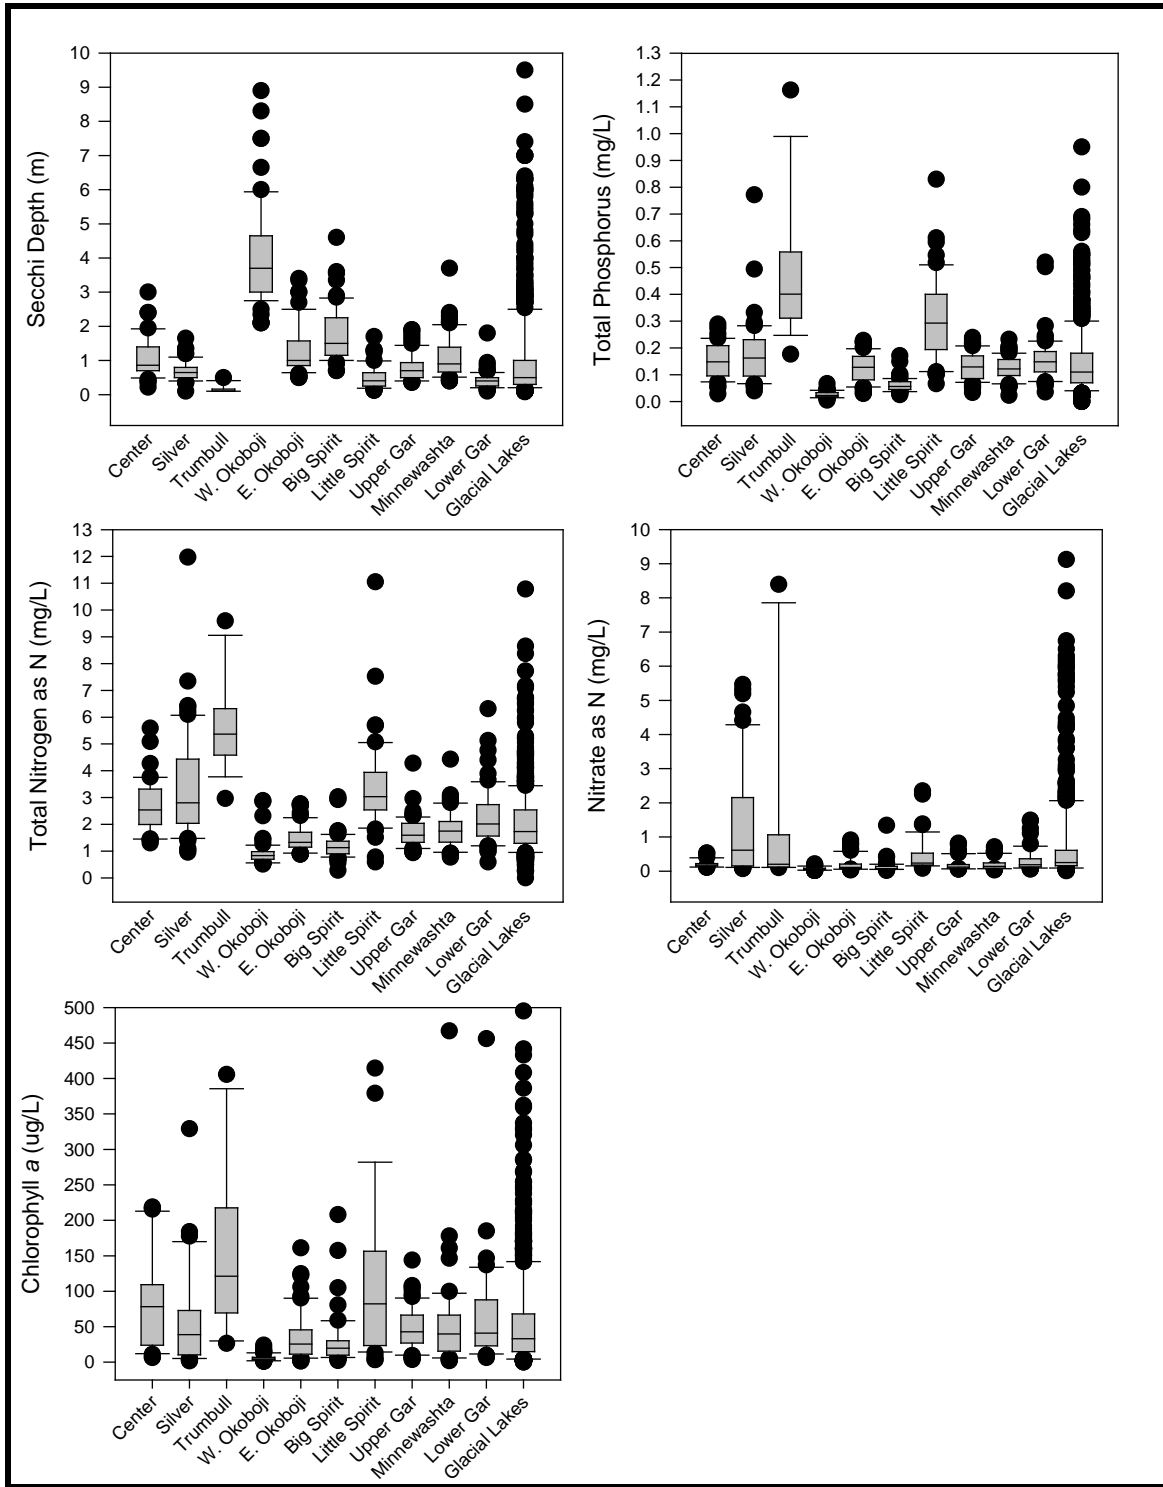 Secchi Depth (m)
10
9
8
7
6
5
4
3
2
1
0
Center
Silver
Trumbull
W. Okoboji
E. Okoboji
Big Spirit
Little Spirit
Upper Gar
Minnewashta
Lower Gar
Glacial Lakes
Total Phosphorus (mg/L)
1.3
1.2
1.1
1.0
0.9
0.8
0.7
0.6
0.5
0.4
0.3
0.2
0.1
0.0
Center
Silver
Trumbull
W. Okoboji
E. Okoboji
Big Spirit
Little Spirit
Upper Gar
Minnewashta
Lower Gar
Glacial Lakes
Total Nitrogen as N (mg/L)
13
12
11
10
9
8
7
6
5
4
3
2
1
0
Center
Silver
Trumbull
W. Okoboji
E. Okoboji
Big Spirit
Little Spirit
Upper Gar
Minnewashta
Lower Gar
Glacial Lakes
Nitrate as N (mg/L)
10
9
8
7
6
5
4
3
2
1
0
Center
Silver
Trumbull
W. Okoboji
E. Okoboji
Big Spirit
Little Spirit
Upper Gar
Minnewashta
Lower Gar
Glacial Lakes
Chlorophyll a (ug/L)
500
450
400
350
300
250
200
150
100
50
0
Center
Silver
Trumbull
W. Okoboji
E. Okoboji
Big Spirit
Little Spirit
Upper Gar
Minnewashta
Lower Gar
Glacial Lakes